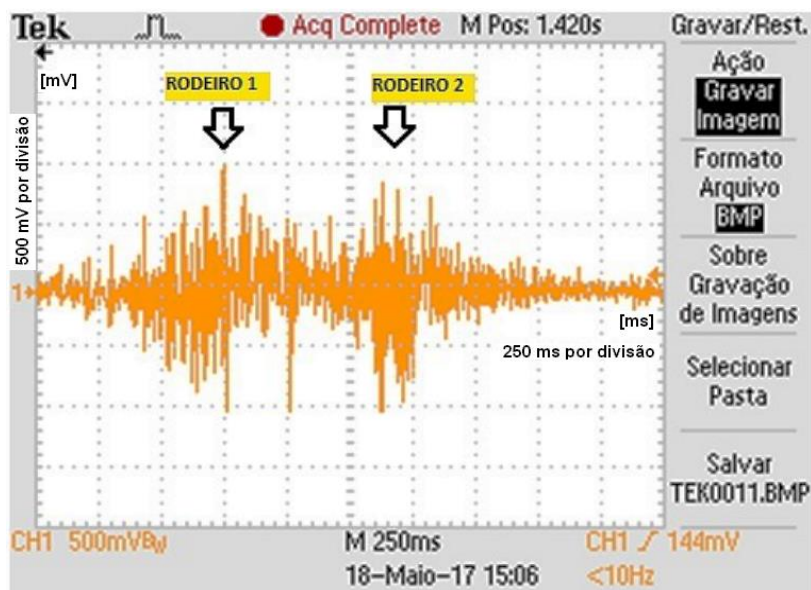 Tek Acq Complete M Pos: 1.420s Gravar/Rest.
[mV]
RODEIRO 1
RODEIRO 2
500 mV por divisão
1
[ms]
250 ms por divisão
Ação
Gravar
Imagem
Formato
Arquivo
BMP
Sobre
Gravação
de Imagens
Selecionar
Pasta
Salvar
TEK0011.BMP
CH1 500mVBW M 250ms CH1 144mV
18-Maio-17 15:06 <10Hz